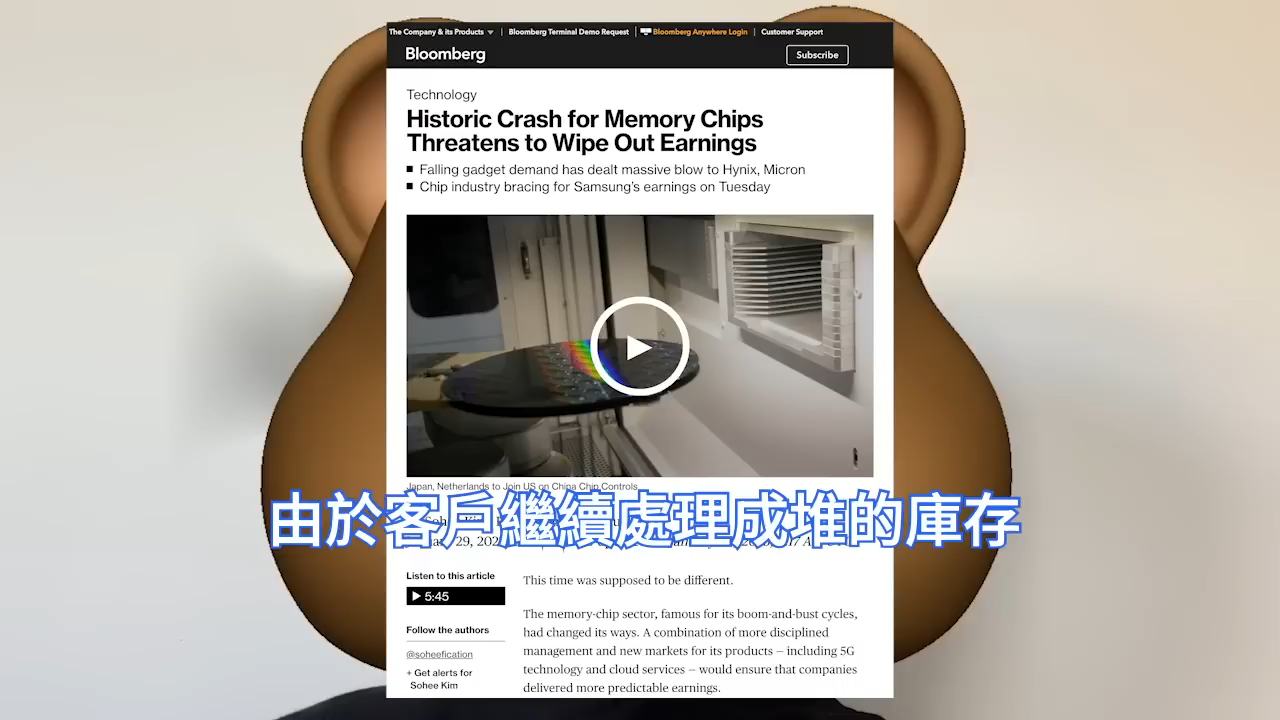 The Company & its Products
Bloomberg Terminal Demo Request
Bloomberg Anywhere Login
Customer Support
Bloomberg
Subscribe
Technology
Historic Crash for Memory Chips
Threatens to Wipe Out Earnings
Falling gadget demand has dealt massive blow to Hynix, Micron
Chip industry bracing for Samsung's earnings on Tuesday
Japan, Netherlands to Join US on China Chip Controls
由於客戶繼續處理成堆的庫存
Listen to this article
5:45
Follow the authors
@soheefication
+ Get alerts for
Sohee Kim
This time was supposed to be different.
The memory-chip sector, famous for its boom-and-bust cycles,
had changed its ways. A combination of more disciplined
management and new markets for its products — including 5G
technology and cloud services — would ensure that companies
delivered more predictable earnings.